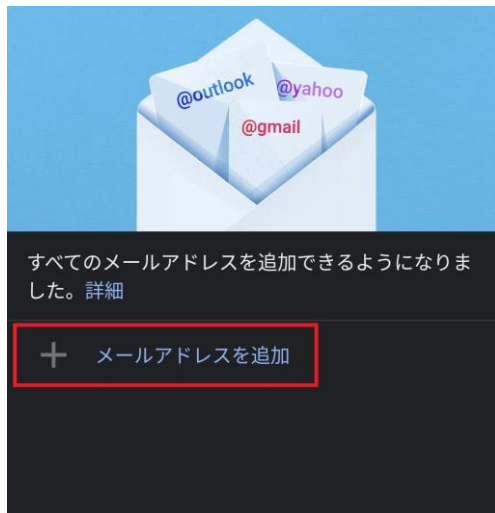 @outlook
@yahoo
@gmail
すべてのメールアドレスを追加できるようになりま
した。詳細
＋ メールアドレスを追加